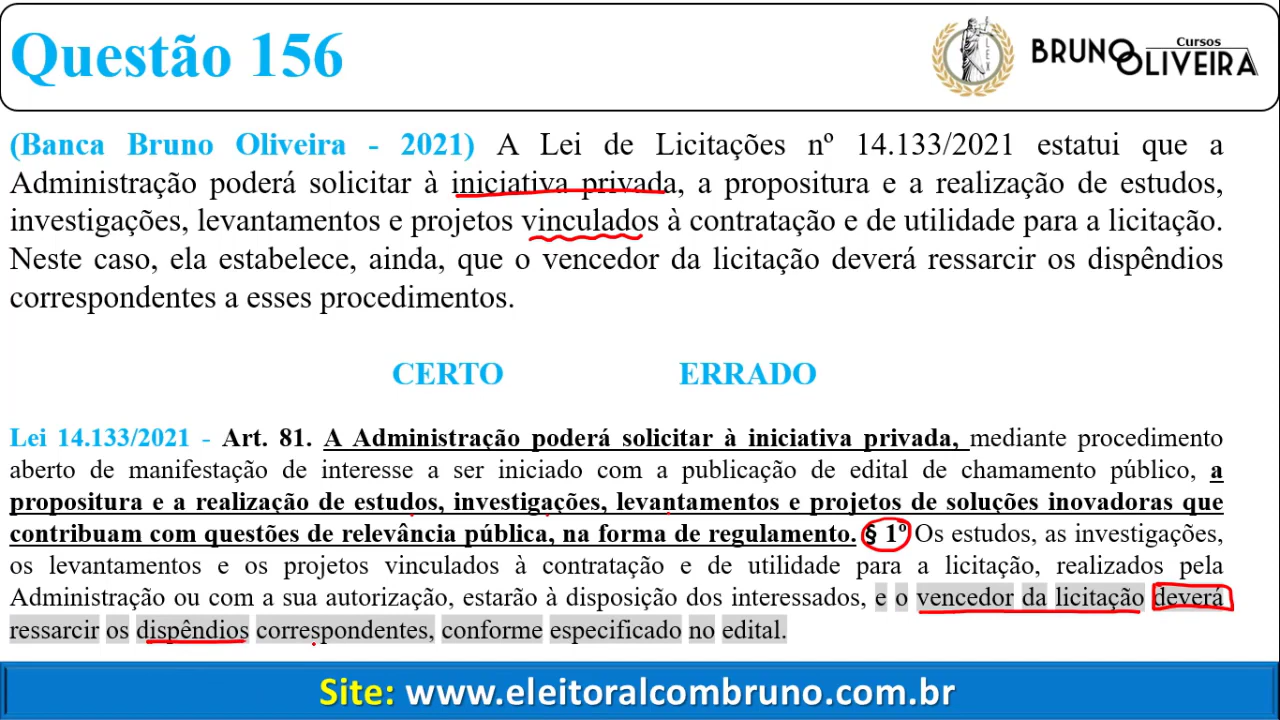 Questão 156
Cursos
BRUNO OLIVEIRA
(Banca Bruno Oliveira - 2021) A Lei de Licitações nº 14.133/2021 estatui que a
Administração poderá solicitar à iniciativa privada, a propositura e a realização de estudos,
investigações, levantamentos e projetos vinculados à contratação e de utilidade para a licitação.
Neste caso, ela estabelece, ainda, que o vencedor da licitação deverá ressarcir os dispêndios
correspondentes a esses procedimentos.
CERTO ERRADO
Lei 14.133/2021 - Art. 81. A Administração poderá solicitar à iniciativa privada, mediante procedimento
aberto de manifestação de interesse a ser iniciado com a publicação de edital de chamamento público, a
propositura e a realização de estudos, investigações, levantamentos e projetos de soluções inovadoras que
contribuam com questões de relevância pública, na forma de regulamento. § 1º Os estudos, as investigações,
os levantamentos e os projetos vinculados à contratação e de utilidade para a licitação, realizados pela
Administração ou com a sua autorização, estarão à disposição dos interessados, e o vencedor da licitação deverá
ressarcir os dispêndios correspondentes, conforme especificado no edital.
Site: www.eleitoralcombruno.com.br